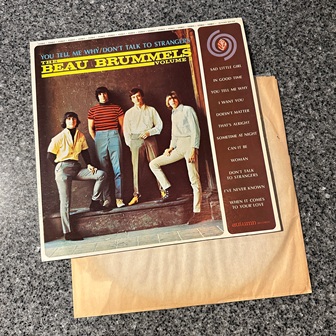 YOU TELL ME WHY/DON'T TALK TO STRANGERS
THE
BEAU BRUMMELS
VOLUME 2
SAD LITTLE GIRL
IN GOOD TIME
YOU TELL ME WHY
I WANT YOU
DOESN'T MATTER
THAT'S ALRIGHT
SOMETIME AT NIGHT
CAN IT BE
WOMAN
DON'T TALK
TO STRANGERS
I'VE NEVER KNOWN
WHEN IT COMES
TO YOUR LOVE